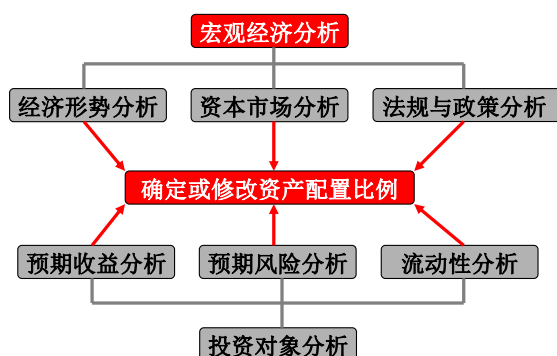 宏观经济分析
经济形势分析
资本市场分析
法规与政策分析
确定或修改资产配置比例
预期收益分析
预期风险分析
流动性分析
投资对象分析